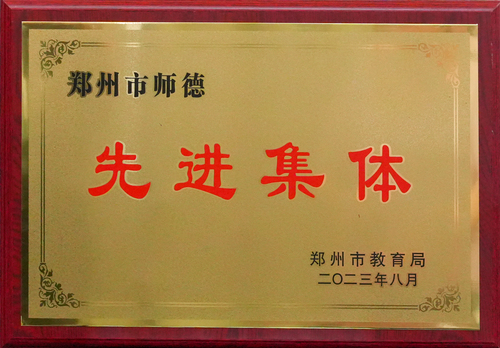 郑州市师德
先进集体
郑州市教育局
二〇二三年八月